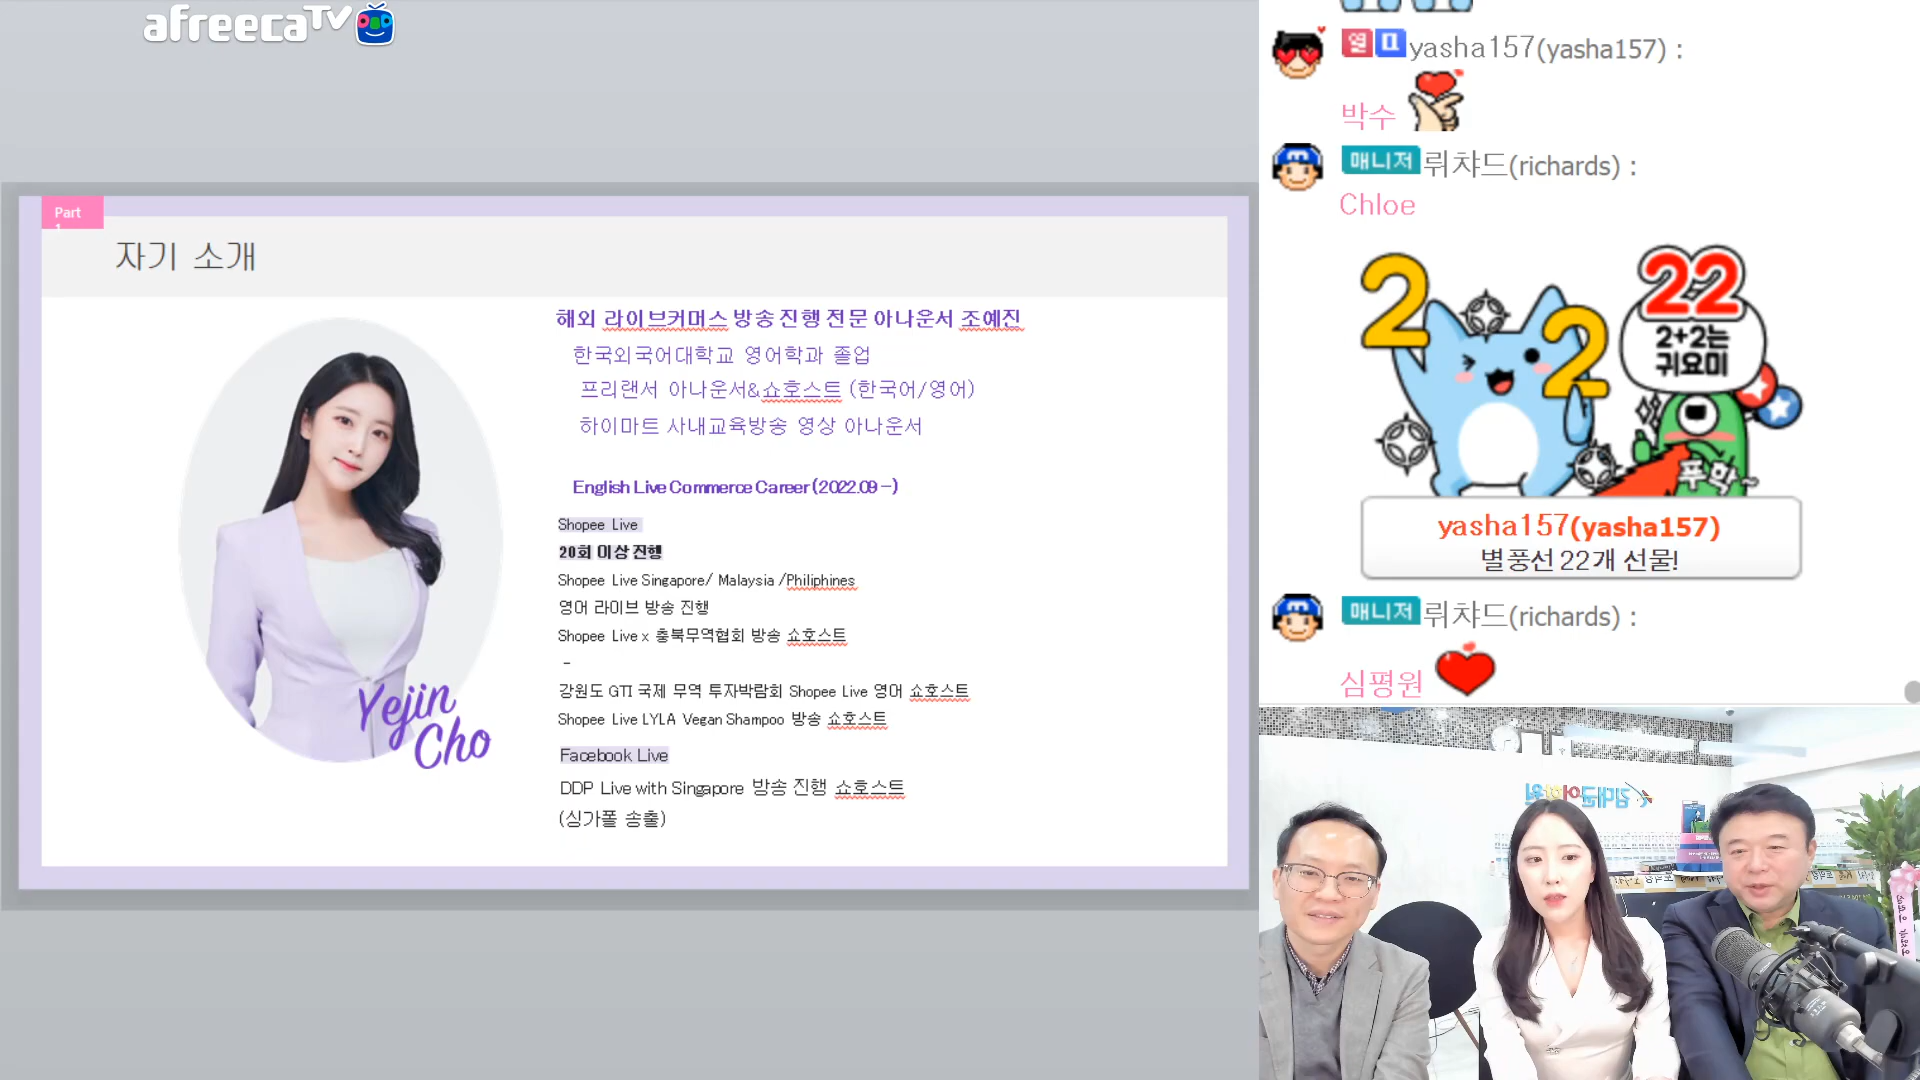 afreecaTV
Part
1
자기 소개
해외 라이브커머스 방송 진행 전문 아나운서 조예진
한국외국어대학교 영어학과 졸업
프리랜서 아나운서&쇼호스트 (한국어/영어)
하이마트 사내교육방송 영상 아나운서
English Live Commerce Career (2022.09 –)
Shopee Live
20회 이상 진행
Shopee Live Singapore/ Malaysia /Philiphines
영어 라이브 방송 진행
Shopee Live x 충북무역협회 방송 쇼호스트
-
강원도 GTI 국제 무역 투자박람회 Shopee Live 영어 쇼호스트
Shopee Live LYLA Vegan Shampoo 방송 쇼호스트
Facebook Live
DDP Live with Singapore 방송 진행 쇼호스트
(싱가폴 송출)
Yejin
Cho
열 yasha157(yasha157) :
박수
매니저 뤼챠드(richards) :
Chloe
2 2
22
2+2는
귀요미
푸학~
yasha157(yasha157)
별풍선 22개 선물!
매니저 뤼챠드(richards) :
심평원
김대균어학원